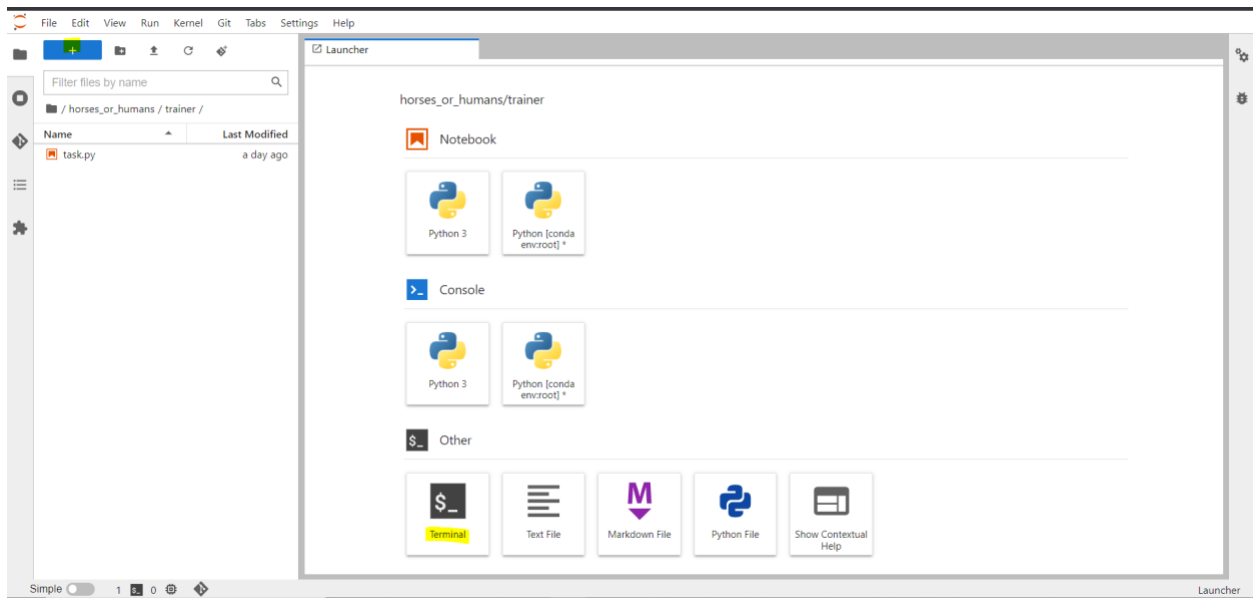 File Edit View Run Kernel Git Tabs Settings Help
+
Filter files by name
/ horses_or_humans / trainer /
Name Last Modified
task.py a day ago
Launcher
horses_or_humans/trainer
Notebook
Python 3
Python [conda
env:root] *
>_ Console
Python 3
Python [conda
env:root] *
$_ Other
$_
Terminal
Text File
M
Markdown File
Python File
Show Contextual
Help
Simple 1 $_ 0
Launcher